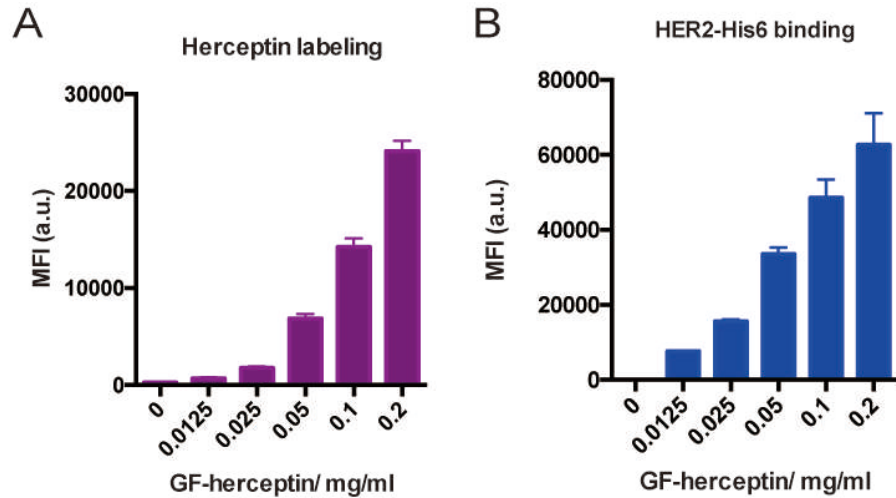 A
Herceptin labeling
30000
20000
10000
0
MFI (a.u.)
0 0.0125 0.025 0.05 0.1 0.2
GF-herceptin/ mg/ml
B
HER2-His6 binding
80000
60000
40000
20000
0
MFI (a.u.)
0 0.0125 0.025 0.05 0.1 0.2
GF-herceptin/ mg/ml